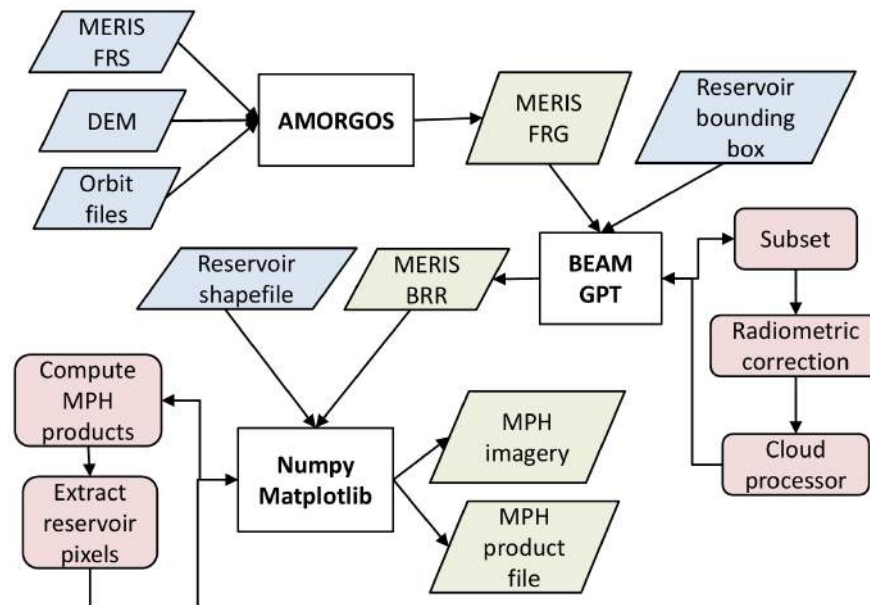 MERIS
FRS
DEM
Orbit
files
AMORGOS
MERIS
FRG
Reservoir
bounding
box
Reservoir
shapefile
MERIS
BRR
BEAM
GPT
Subset
Radiometric
correction
Cloud
processor
Compute
MPH
products
Extract
reservoir
pixels
Numpy
Matplotlib
MPH
imagery
MPH
product
file